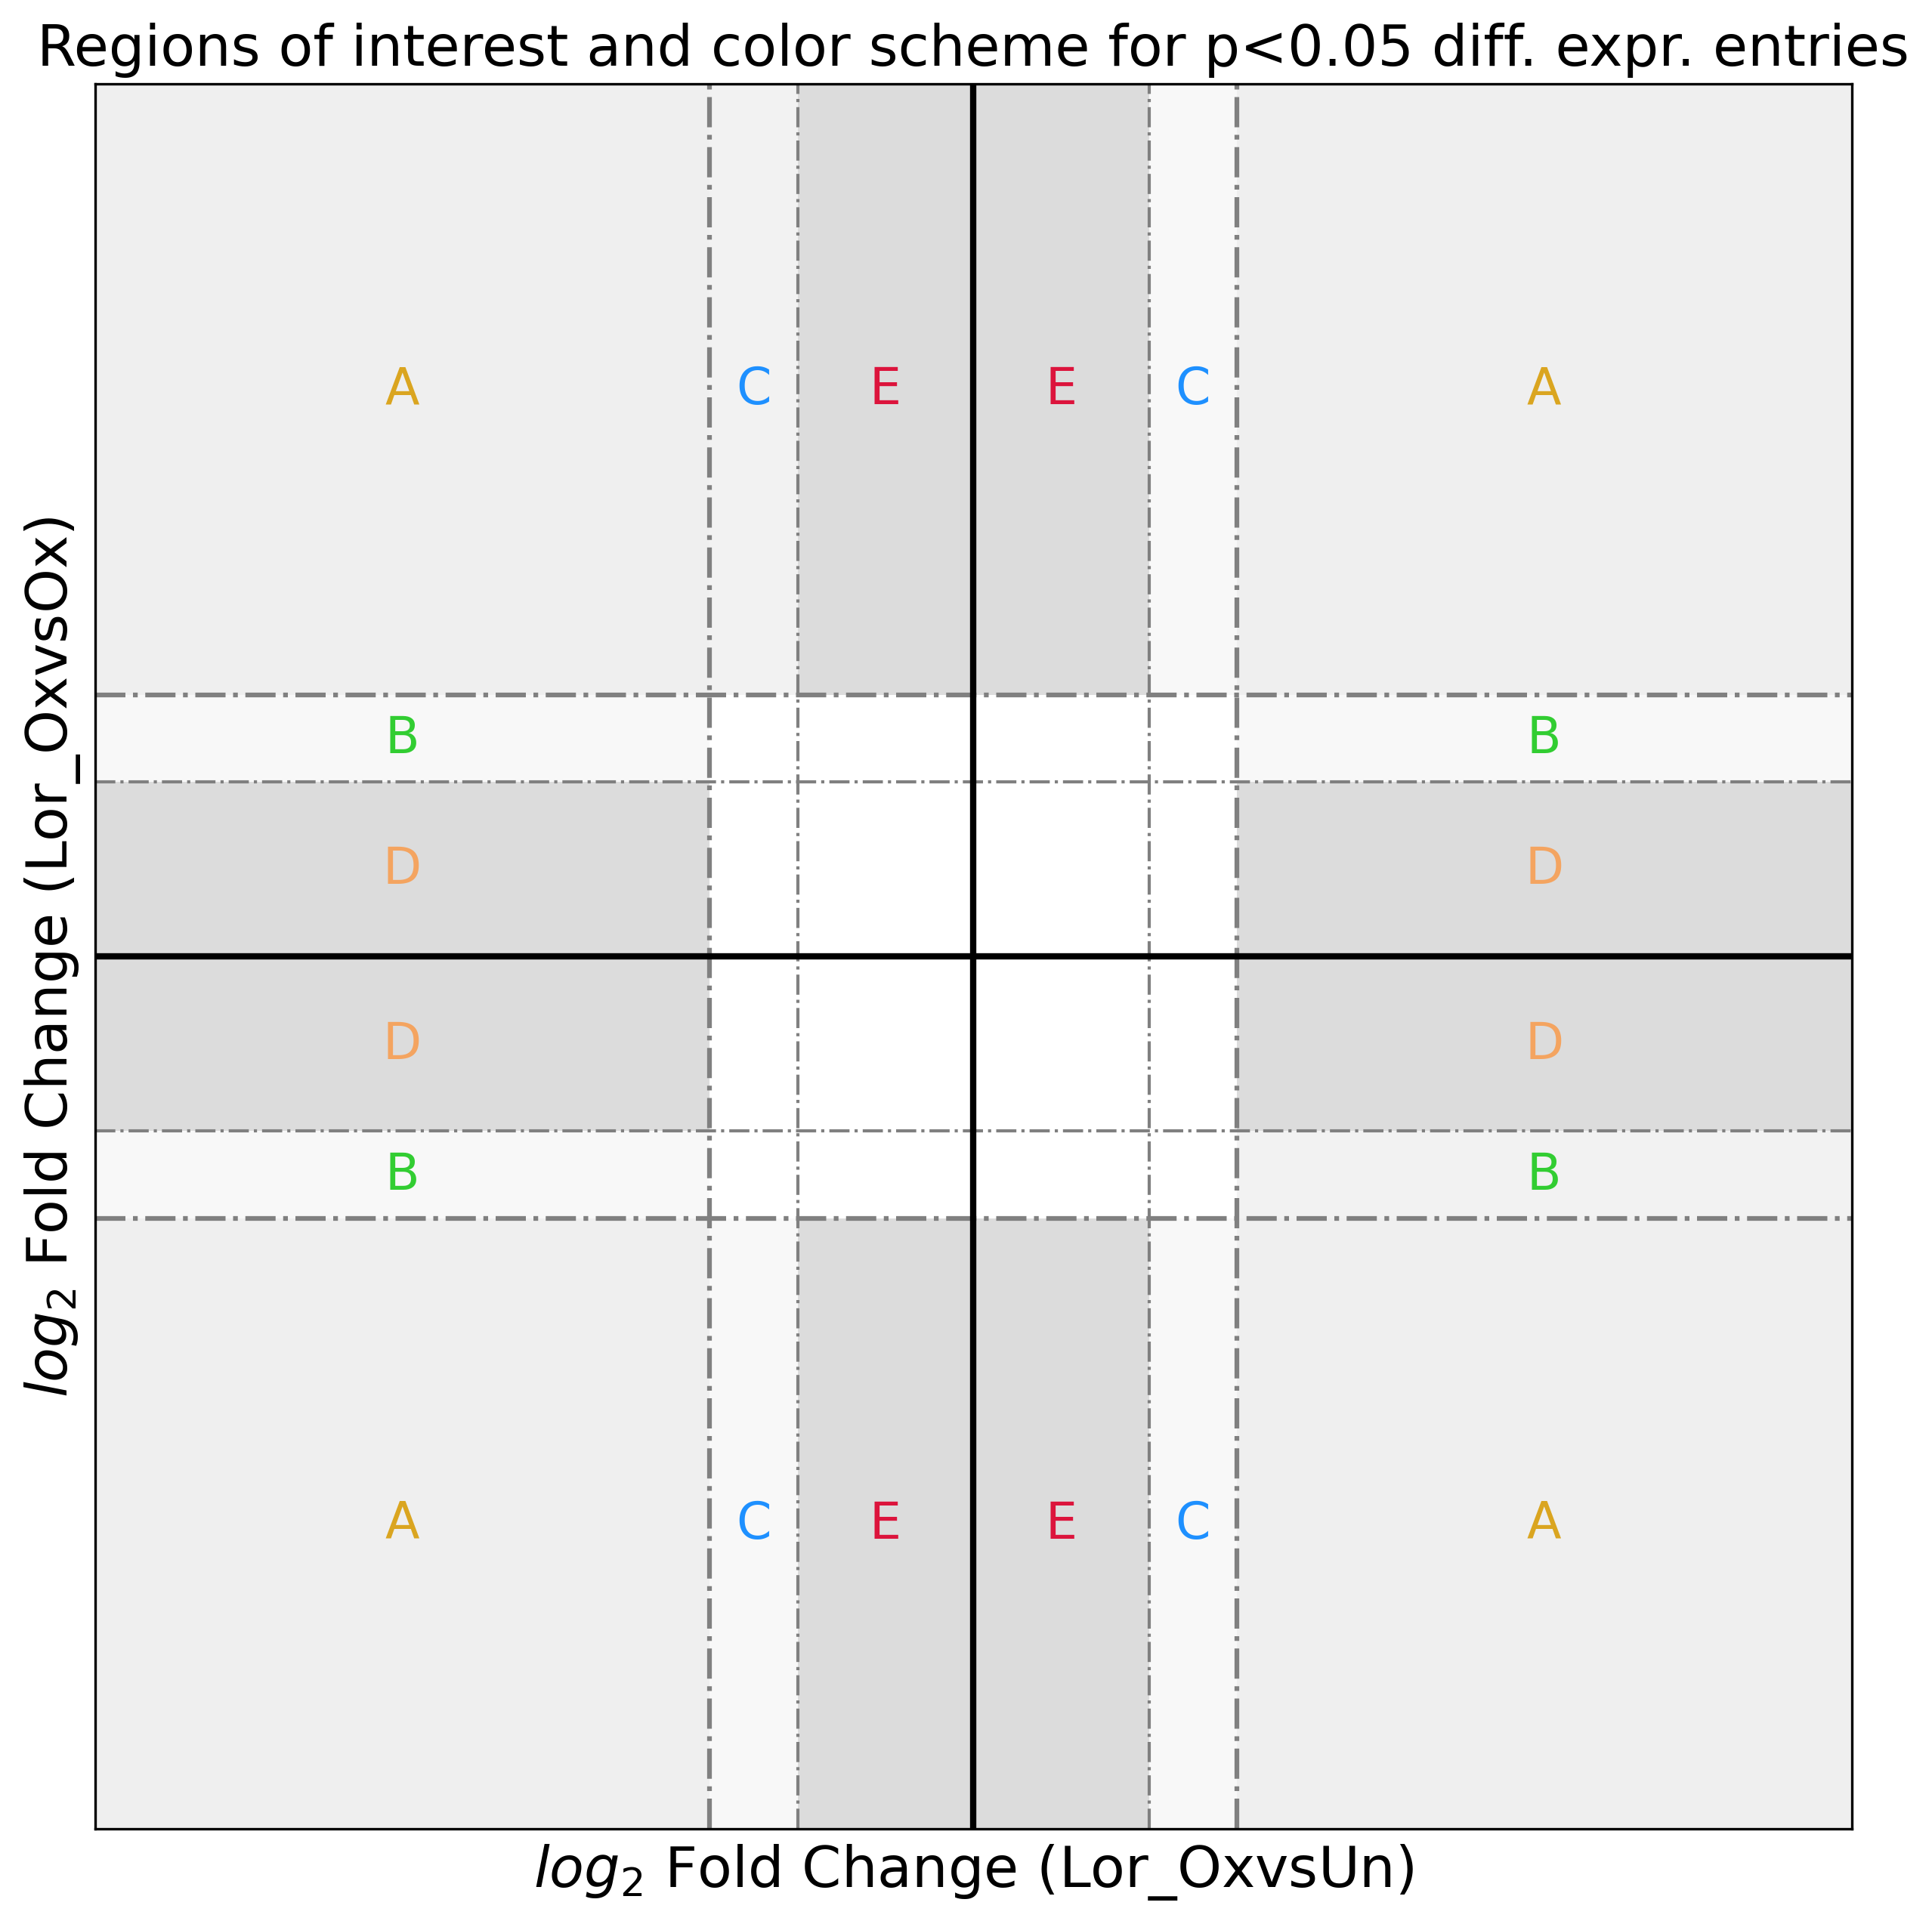 Regions of interest and color scheme for p<0.05 diff. expr. entries
log₂ Fold Change (Lor_OxvsOx)
A C E E C A
B B
D D
D D
B B
A C E E C A
log₂ Fold Change (Lor_OxvsUn)